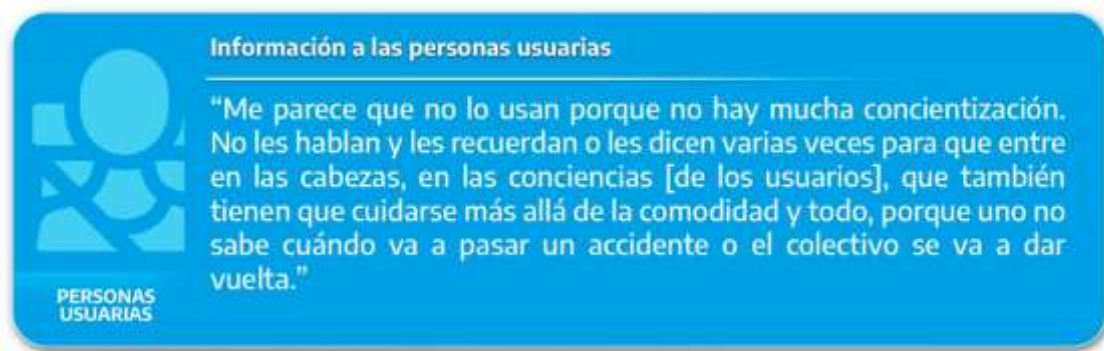 Información a las personas usuarias
“Me parece que no lo usan porque no hay mucha concientización.
No les hablan y les recuerdan o les dicen varias veces para que entre
en las cabezas, en las conciencias [de los usuarios], que también
tienen que cuidarse más allá de la comodidad y todo, porque uno no
sabe cuándo va a pasar un accidente o el colectivo se va a dar
vuelta.”
PERSONAS
USUARIAS